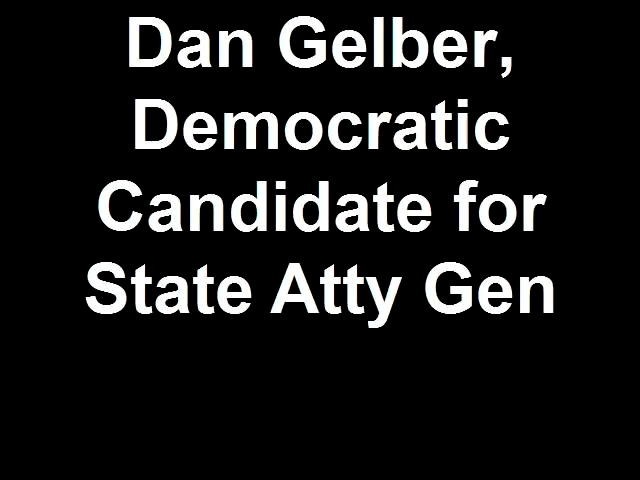 Dan Gelber,
Democratic
Candidate for
State Atty Gen